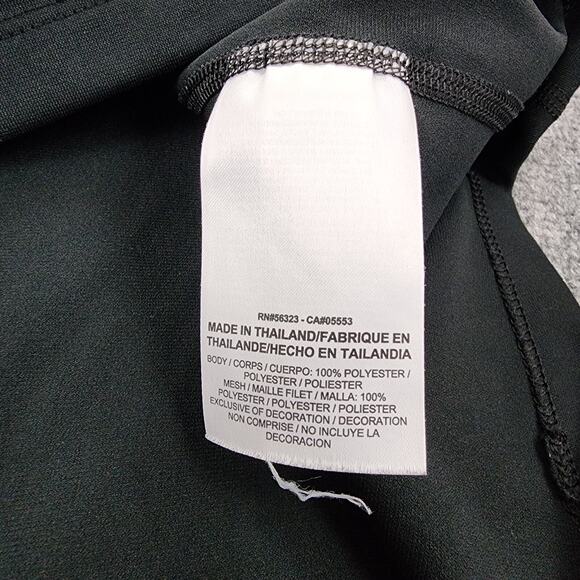 RN#56323 - CA#05553
MADE IN THAILAND/FABRIQUE EN
THAILANDE/HECHO EN TAILANDIA
BODY / CORPS / CUERPO: 100% POLYESTER /
POLYESTER / POLIESTER
MESH / MAILLE FILET / MALLA: 100%
POLYESTER / POLYESTER / POLIESTER
EXCLUSIVE OF DECORATION / DECORATION
NON COMPRISE / NO INCLUYE LA
DECORACION